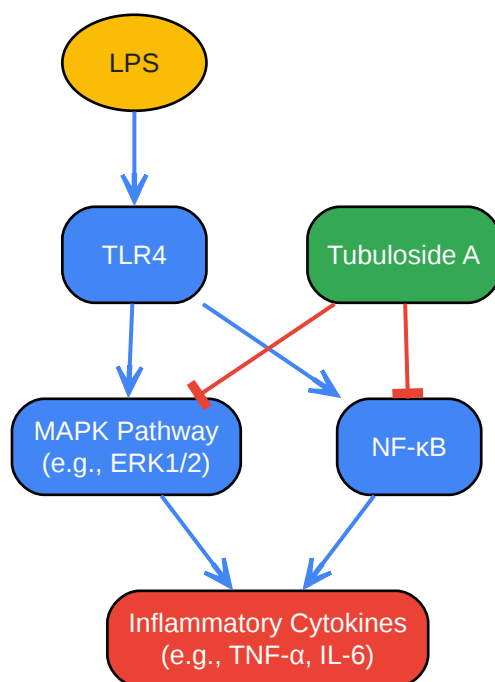 LPS
TLR4
Tubuloside A
MAPK Pathway
(e.g., ERK1/2)
NF-κB
Inflammatory Cytokines
(e.g., TNF-α, IL-6)